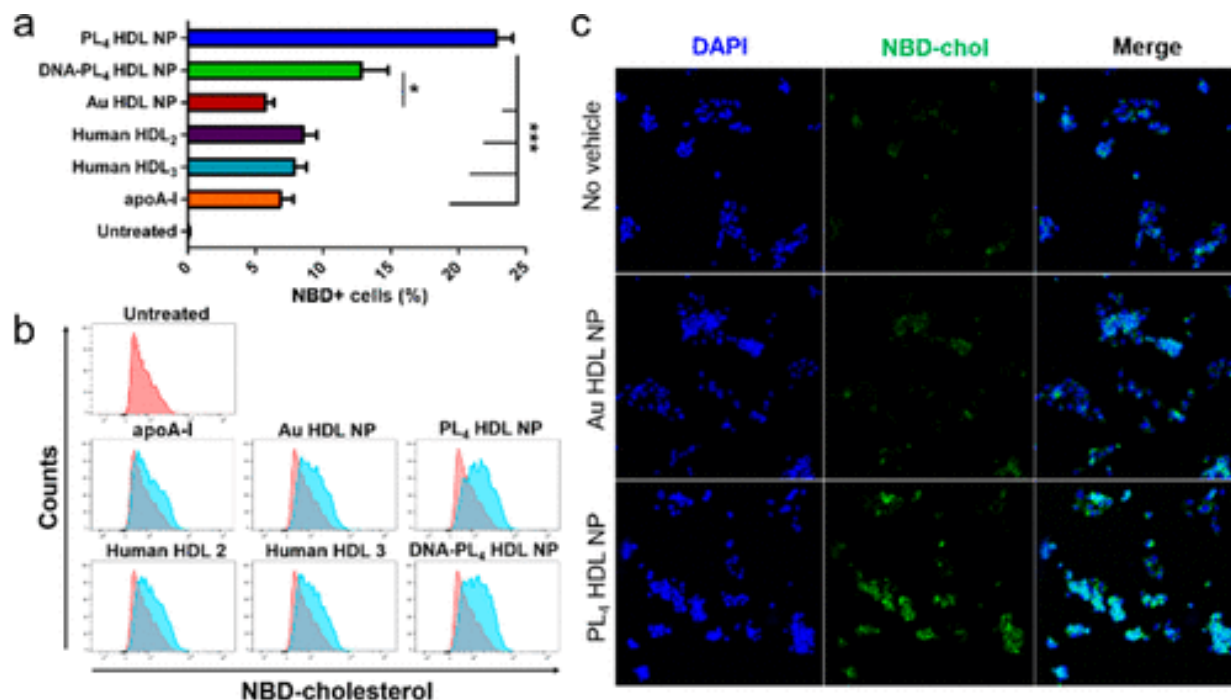 a
PL₄ HDL NP
DNA-PL₄ HDL NP
Au HDL NP
Human HDL₂
Human HDL₃
apoA-I
Untreated
*
***
0 5 10 15 20 25
NBD+ cells (%)
b
Untreated
apoA-I Au HDL NP PL₄ HDL NP
Human HDL 2 Human HDL 3 DNA-PL₄ HDL NP
Counts
NBD-cholesterol
c
DAPI NBD-chol Merge
No vehicle
Au HDL NP
PL₄ HDL NP